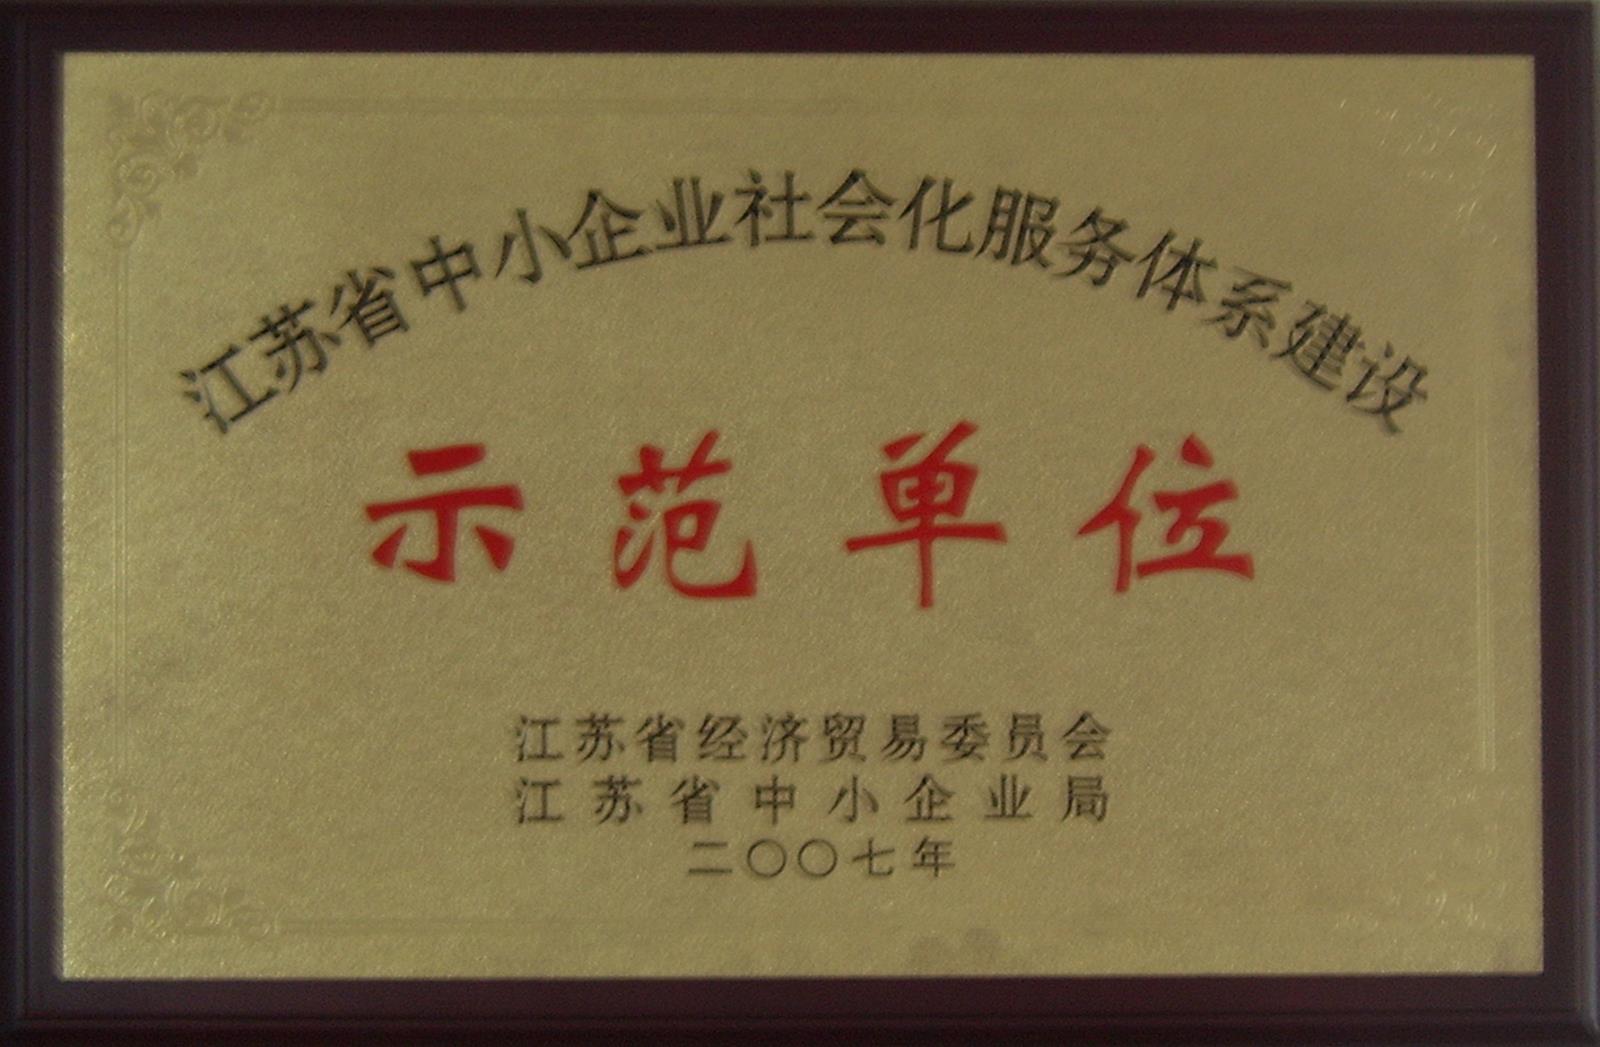 江苏省中小企业社会化服务体系建设
示范单位
江苏省经济贸易委员会
江苏省中小企业局
二〇〇七年